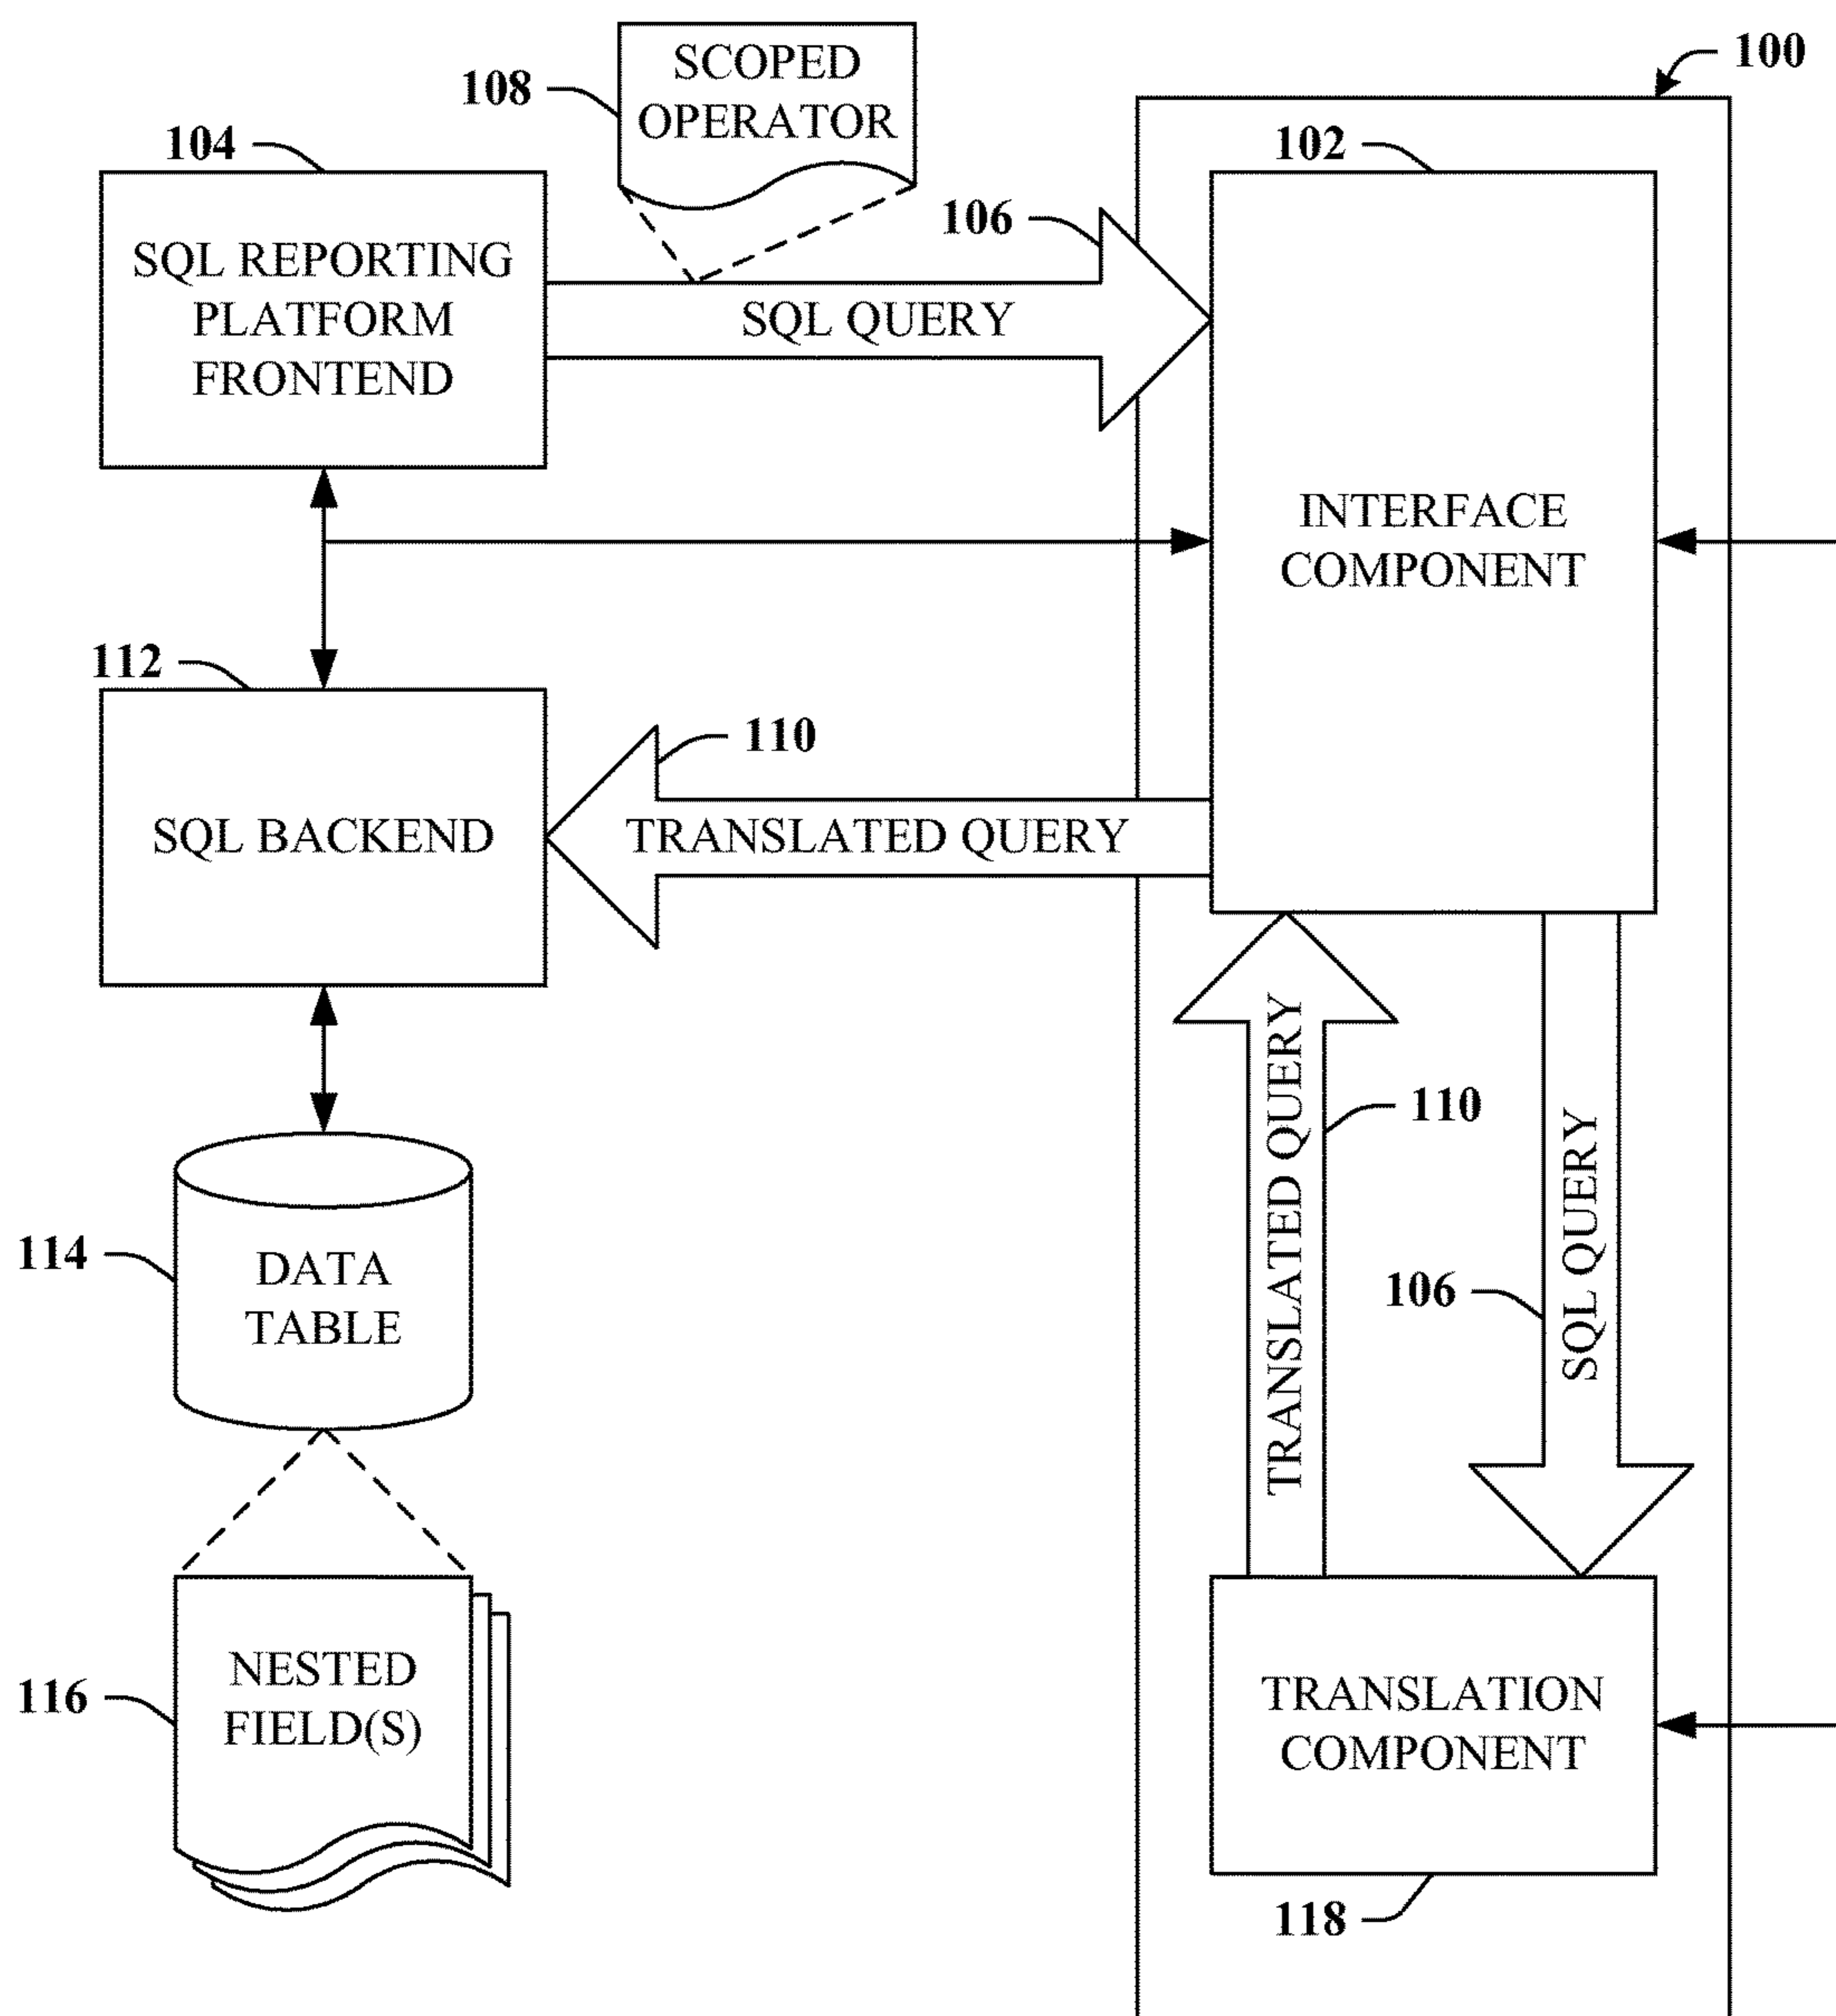 SCOPED
OPERATOR
108
100
104
102
SQL REPORTING
PLATFORM
FRONTEND
106
SQL QUERY
INTERFACE
COMPONENT
112
110
SQL BACKEND
TRANSLATED QUERY
TRANSLATED QUERY
110
SQL QUERY
106
114
DATA
TABLE
116
NESTED
FIELD(S)
TRANSLATION
COMPONENT
118